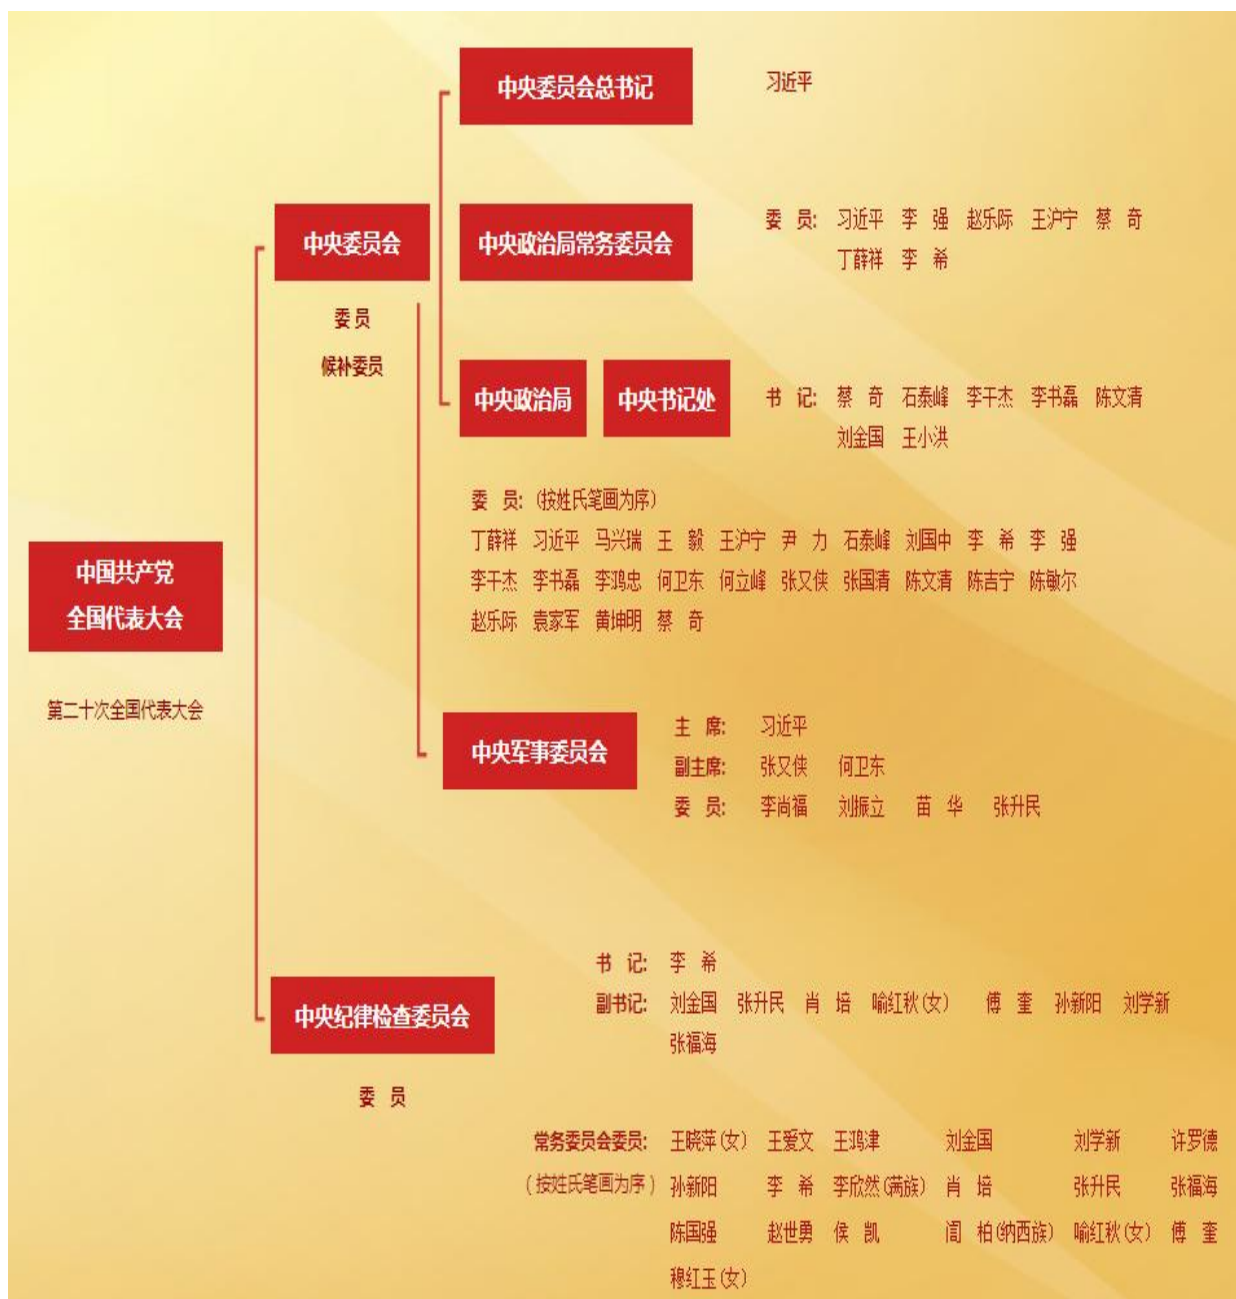 中央委员会总书记 习近平
中央委员会
委员
候补委员
中央政治局常务委员会 委 员: 习近平 李 强 赵乐际 王沪宁 蔡 奇
丁薛祥 李 希
中央政治局 中央书记处 书 记: 蔡 奇 石泰峰 李干杰 李书磊 陈文清
刘金国 王小洪
委 员: (按姓氏笔画为序)
丁薛祥 习近平 马兴瑞 王 毅 王沪宁 尹 力 石泰峰 刘国中 李 希 李 强
李干杰 李书磊 李鸿忠 何卫东 何立峰 张又侠 张国清 陈文清 陈吉宁 陈敏尔
赵乐际 袁家军 黄坤明 蔡 奇
中国共产党
全国代表大会
第二十次全国代表大会
中央军事委员会
主 席: 习近平
副主席: 张又侠 何卫东
委 员: 李尚福 刘振立 苗 华 张升民
中央纪律检查委员会
委 员
书 记: 李 希
副书记: 刘金国 张升民 肖 培 喻红秋(女) 傅 奎 孙新阳 刘学新
张福海
常务委员会委员: 王晓萍(女) 王爱文 王鸿津 刘金国 刘学新 许罗德
(按姓氏笔画为序) 孙新阳 李 希 李欣然(满族) 肖 培 张升民 张福海
陈国强 赵世勇 侯 凯 訚 柏(纳西族) 喻红秋(女) 傅 奎
穆红玉(女)